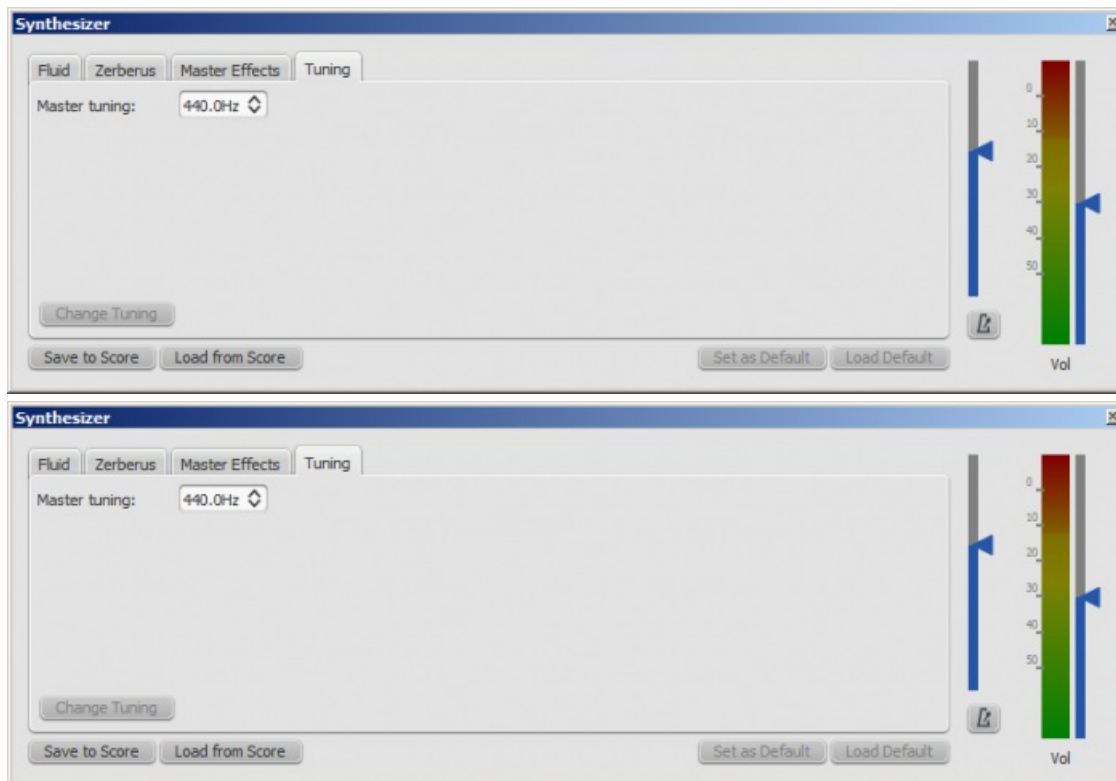 Synthesizer
Fluid Zerberus Master Effects Tuning
Master tuning: 440.0Hz
0
10
20
30
40
50
Change Tuning
Save to Score Load from Score Set as Default Load Default
Vol
Synthesizer
Fluid Zerberus Master Effects Tuning
Master tuning: 440.0Hz
0
10
20
30
40
50
Change Tuning
Save to Score Load from Score Set as Default Load Default
Vol